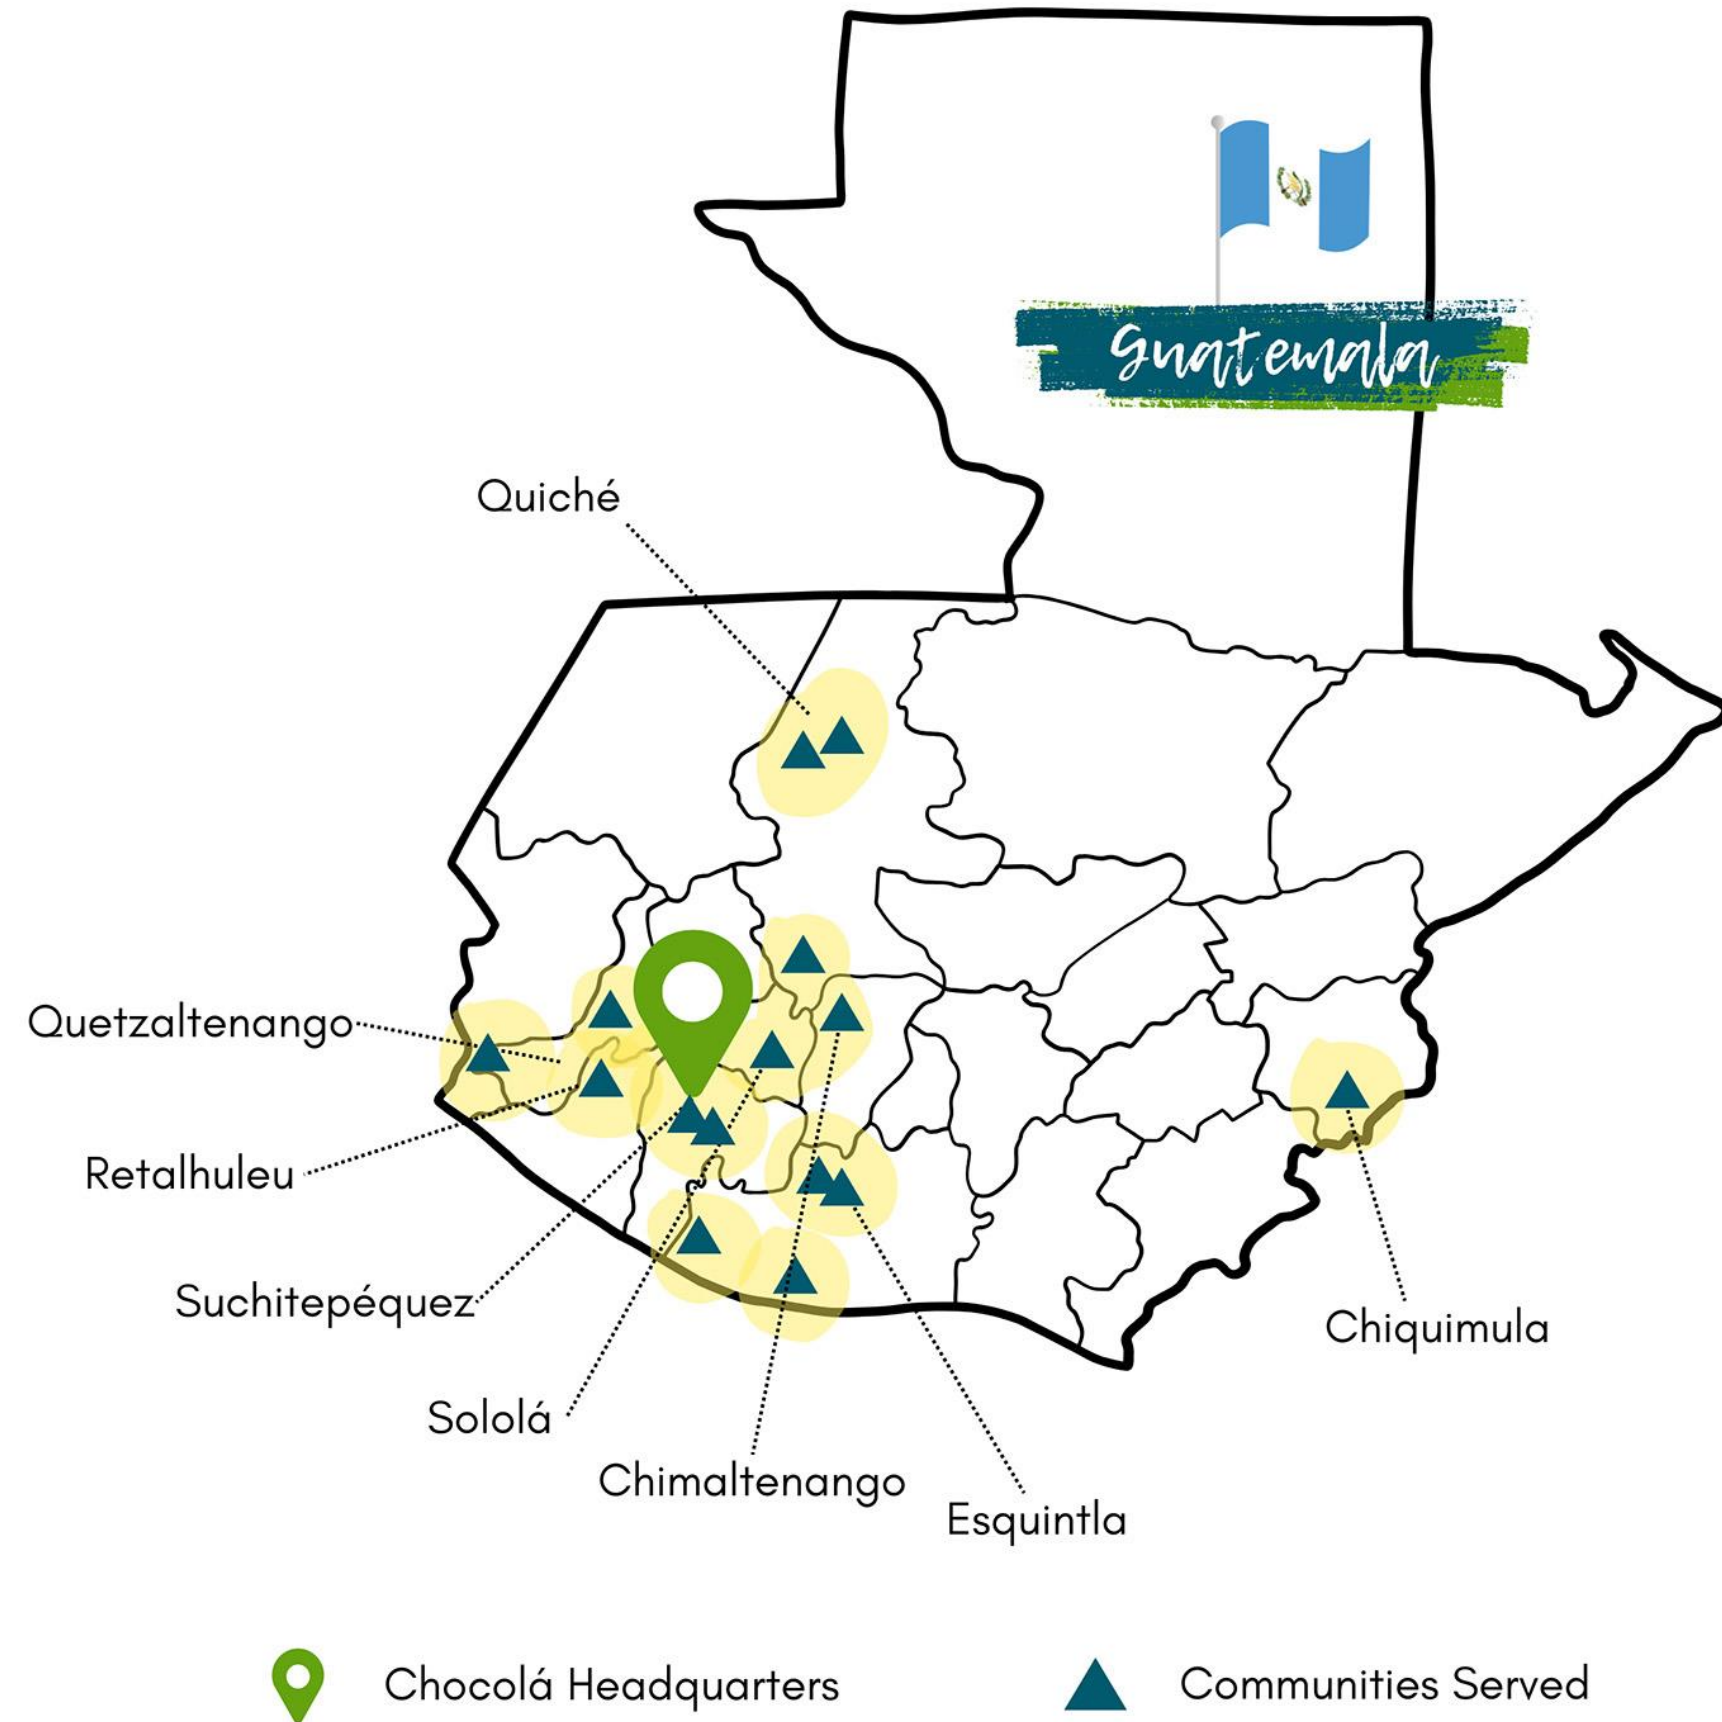 Guatemala
Quiché
Quetzaltenango
Retalhuleu
Suchitepéquez
Sololá
Chimaltenango
Esquintla
Chiquimula
Chocolá Headquarters
Communities Served